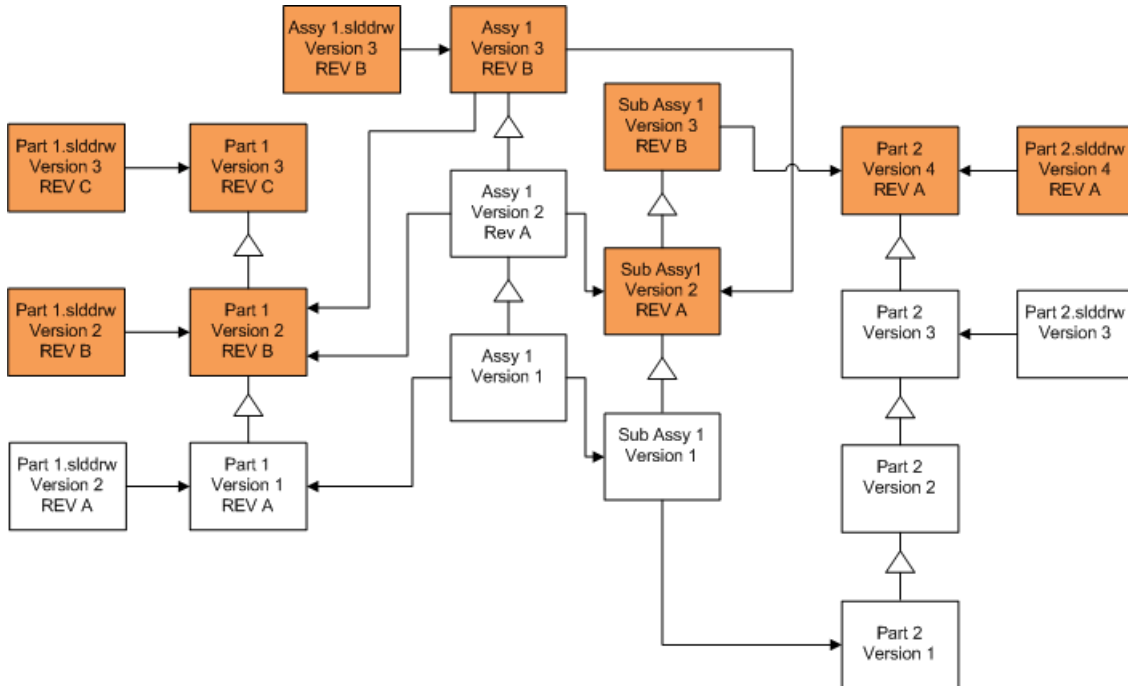 Assy 1.slddrw
Version 3
REV B
Assy 1
Version 3
REV B
Sub Assy 1
Version 3
REV B
Part 1.slddrw
Version 3
REV C
Part 1
Version 3
REV C
Part 2
Version 4
REV A
Part 2.slddrw
Version 4
REV A
Assy 1
Version 2
Rev A
Sub Assy1
Version 2
REV A
Part 1.slddrw
Version 2
REV B
Part 1
Version 2
REV B
Part 2
Version 3
Part 2.slddrw
Version 3
Assy 1
Version 1
Sub Assy 1
Version 1
Part 1.slddrw
Version 2
REV A
Part 1
Version 1
REV A
Part 2
Version 2
Part 2
Version 1